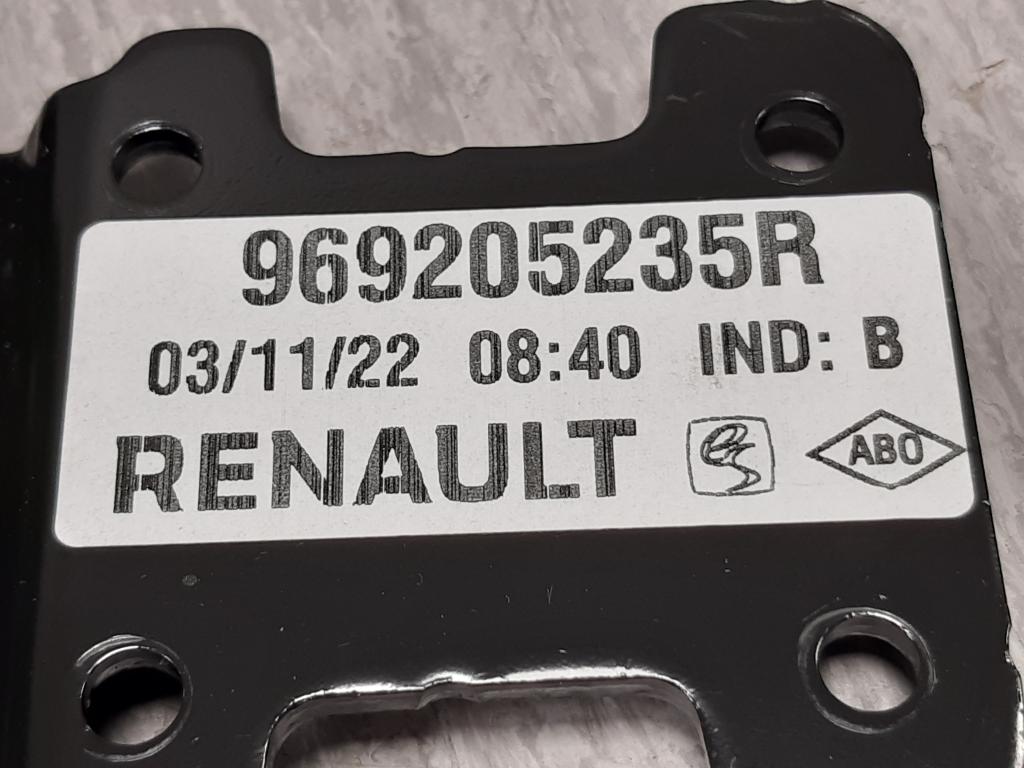 969205235R
03/11/22 08:40 IND: B
RENAULT ABO